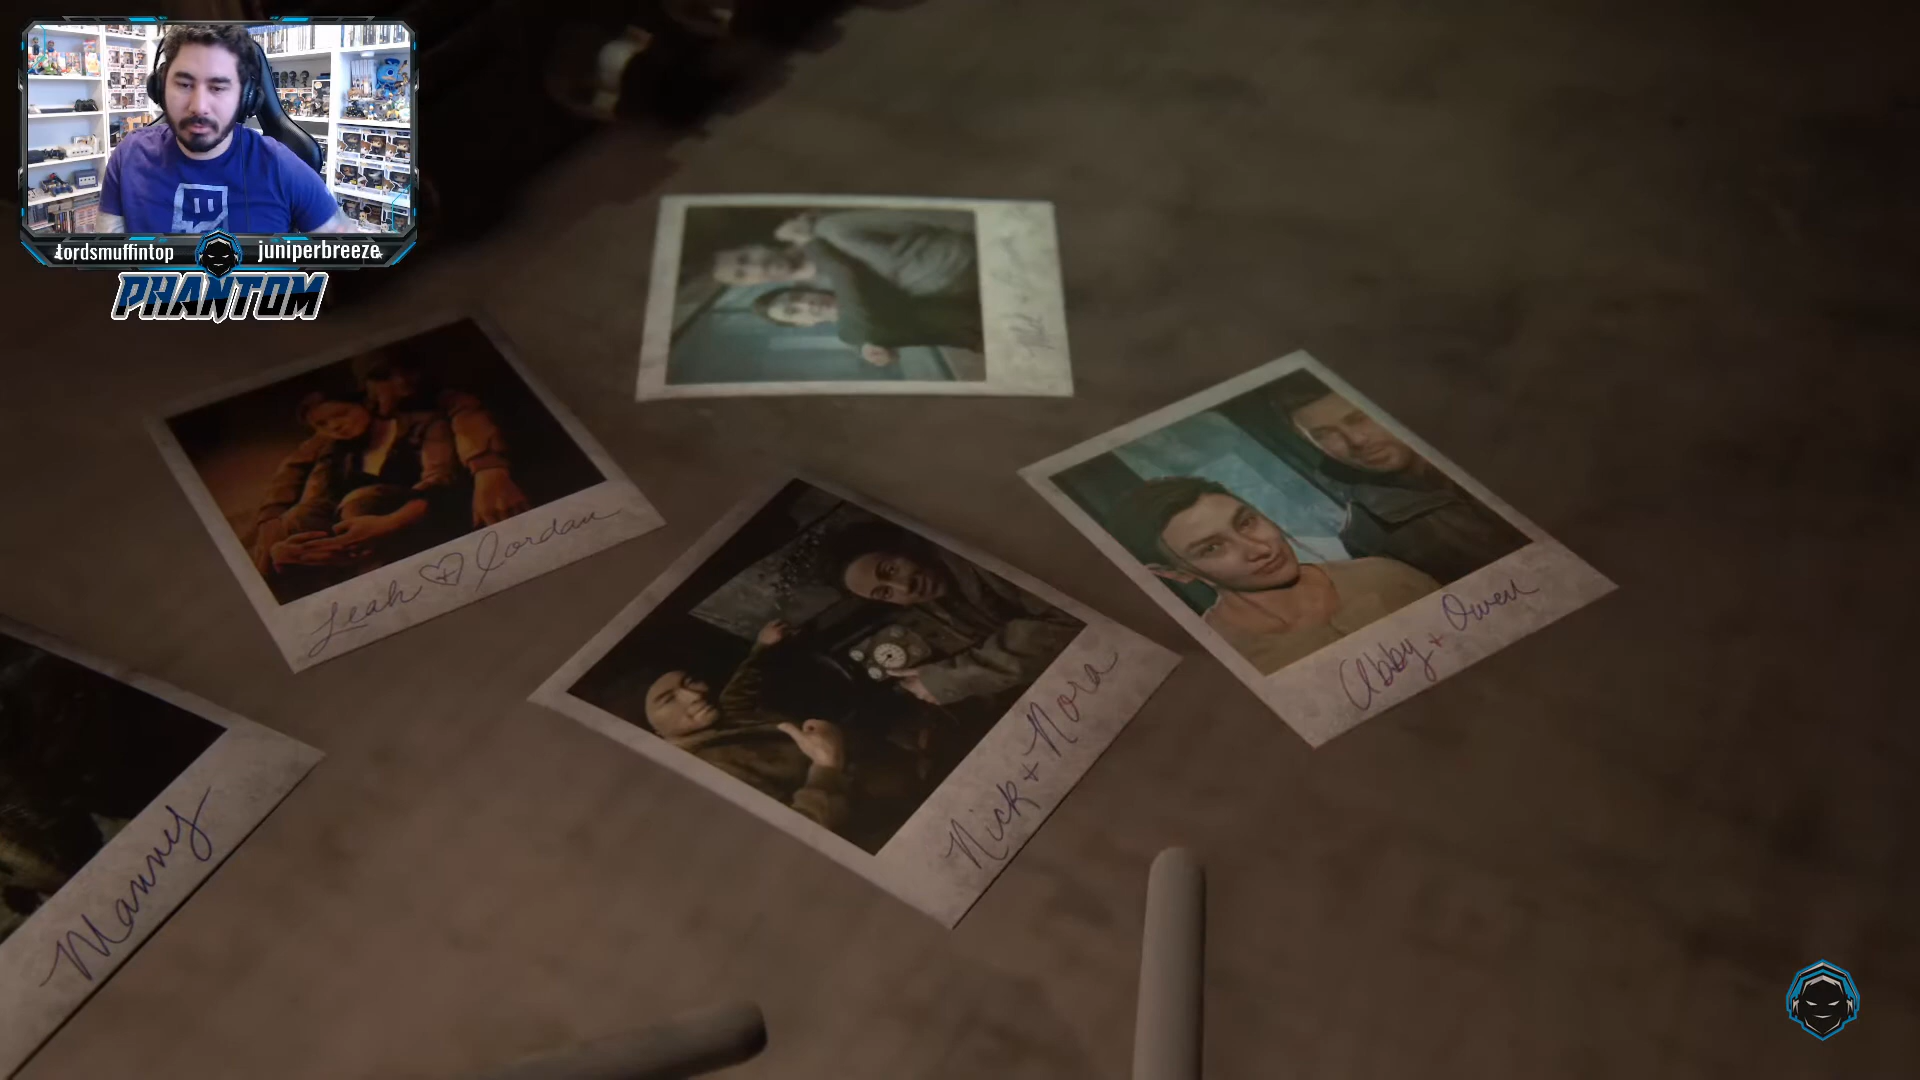 lordsmuffintop
juniperbreeze
PHANTOM
Leah + Jordan
Abby + Owen
Nick + Nora
Manny